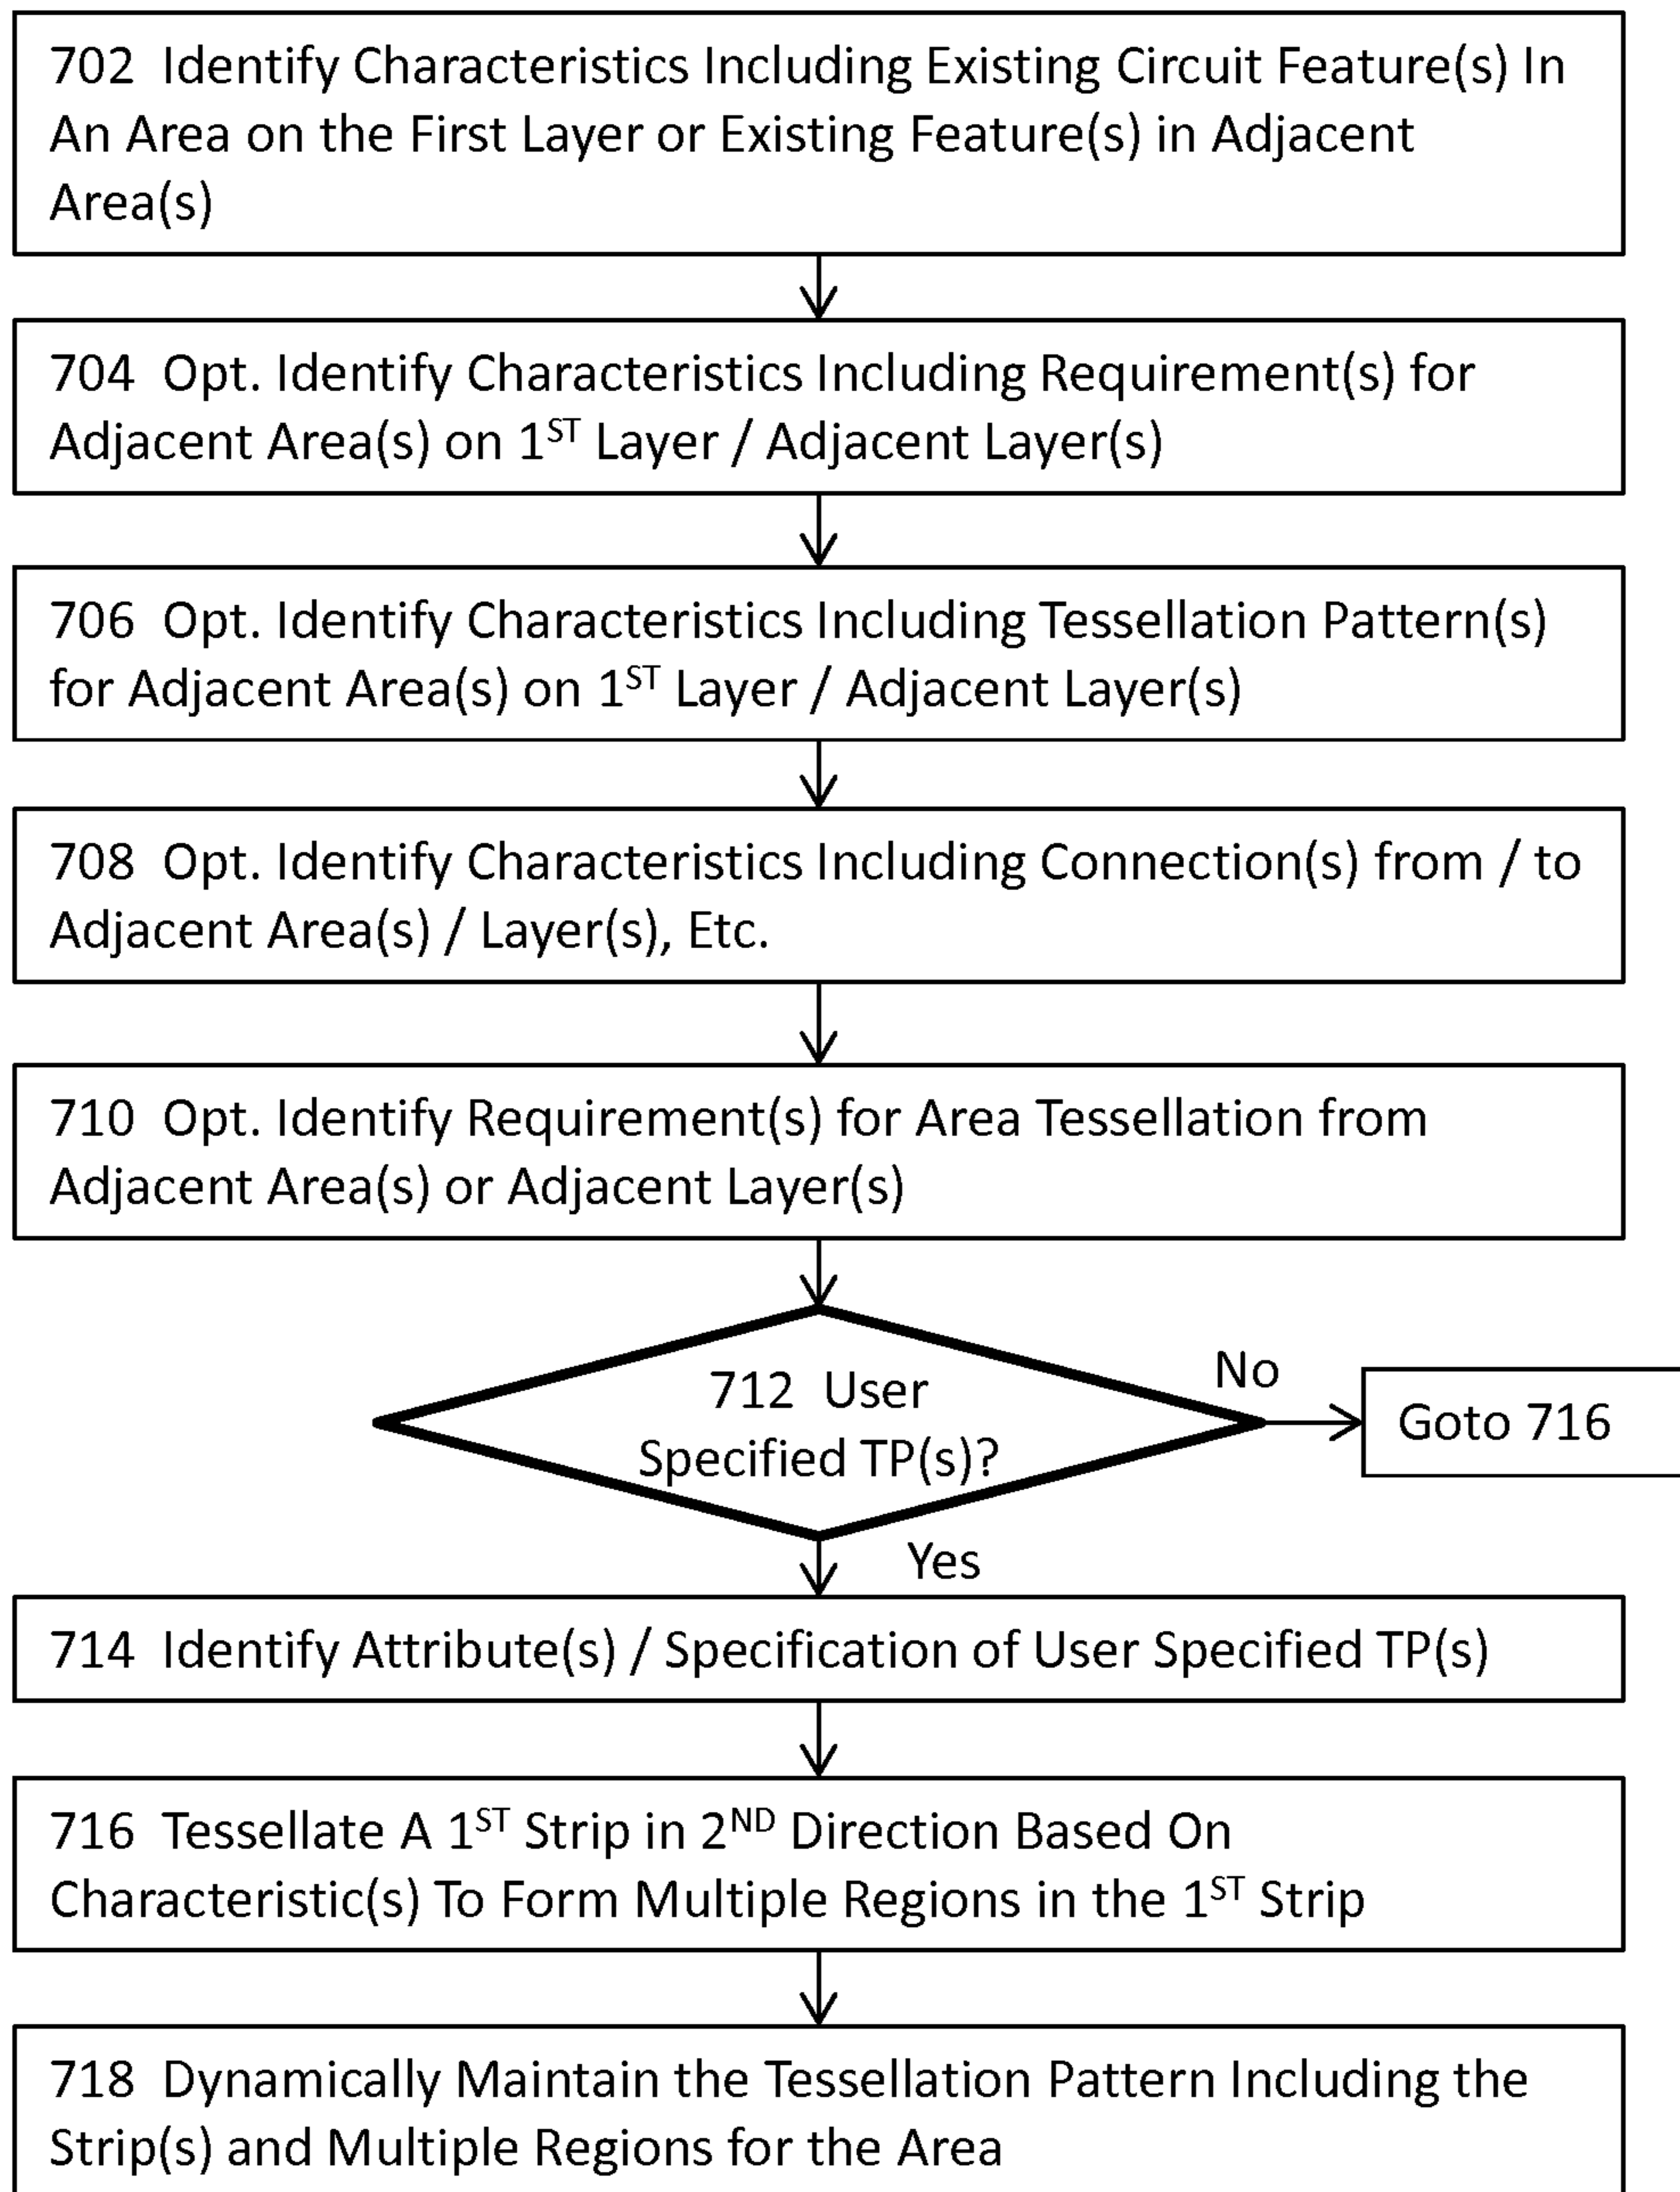 702 Identify Characteristics Including Existing Circuit Feature(s) In
An Area on the First Layer or Existing Feature(s) in Adjacent
Area(s)
704 Opt. Identify Characteristics Including Requirement(s) for
Adjacent Area(s) on 1ST Layer / Adjacent Layer(s)
706 Opt. Identify Characteristics Including Tessellation Pattern(s)
for Adjacent Area(s) on 1ST Layer / Adjacent Layer(s)
708 Opt. Identify Characteristics Including Connection(s) from / to
Adjacent Area(s) / Layer(s), Etc.
710 Opt. Identify Requirement(s) for Area Tessellation from
Adjacent Area(s) or Adjacent Layer(s)
712 User
Specified TP(s)?
No
Goto 716
Yes
714 Identify Attribute(s) / Specification of User Specified TP(s)
716 Tessellate A 1ST Strip in 2ND Direction Based On
Characteristic(s) To Form Multiple Regions in the 1ST Strip
718 Dynamically Maintain the Tessellation Pattern Including the
Strip(s) and Multiple Regions for the Area